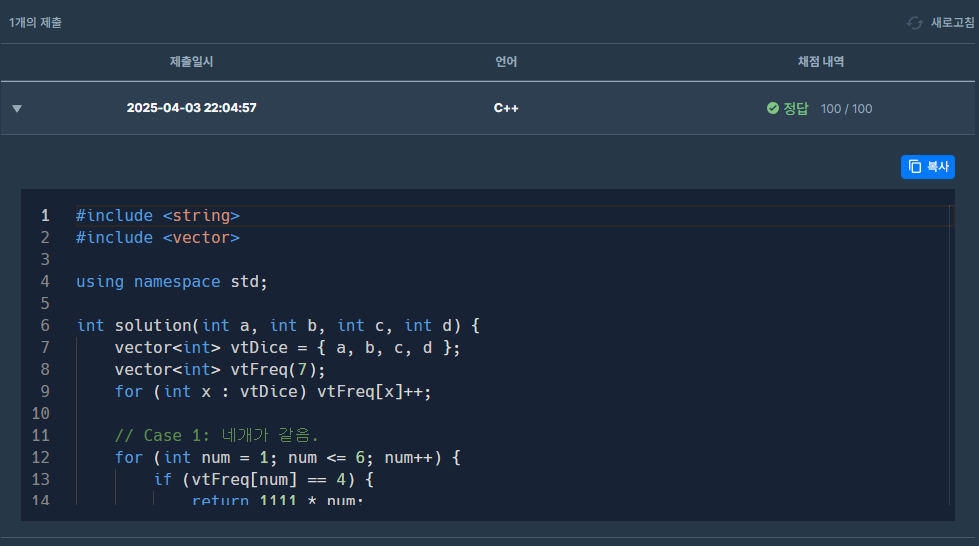 1개의 제출
새로고침
제출일시 언어 채점 내역
2025-04-03 22:04:57 C++ 정답 100 / 100
복사
1 #include <string>
2 #include <vector>
3
4 using namespace std;
5
6 int solution(int a, int b, int c, int d) {
7     vector<int> vtDice = { a, b, c, d };
8     vector<int> vtFreq(7);
9     for (int x : vtDice) vtFreq[x]++;
10
11     // Case 1: 네개가 같음.
12     for (int num = 1; num <= 6; num++) {
13         if (vtFreq[num] == 4) {
14             return 1111 * num;